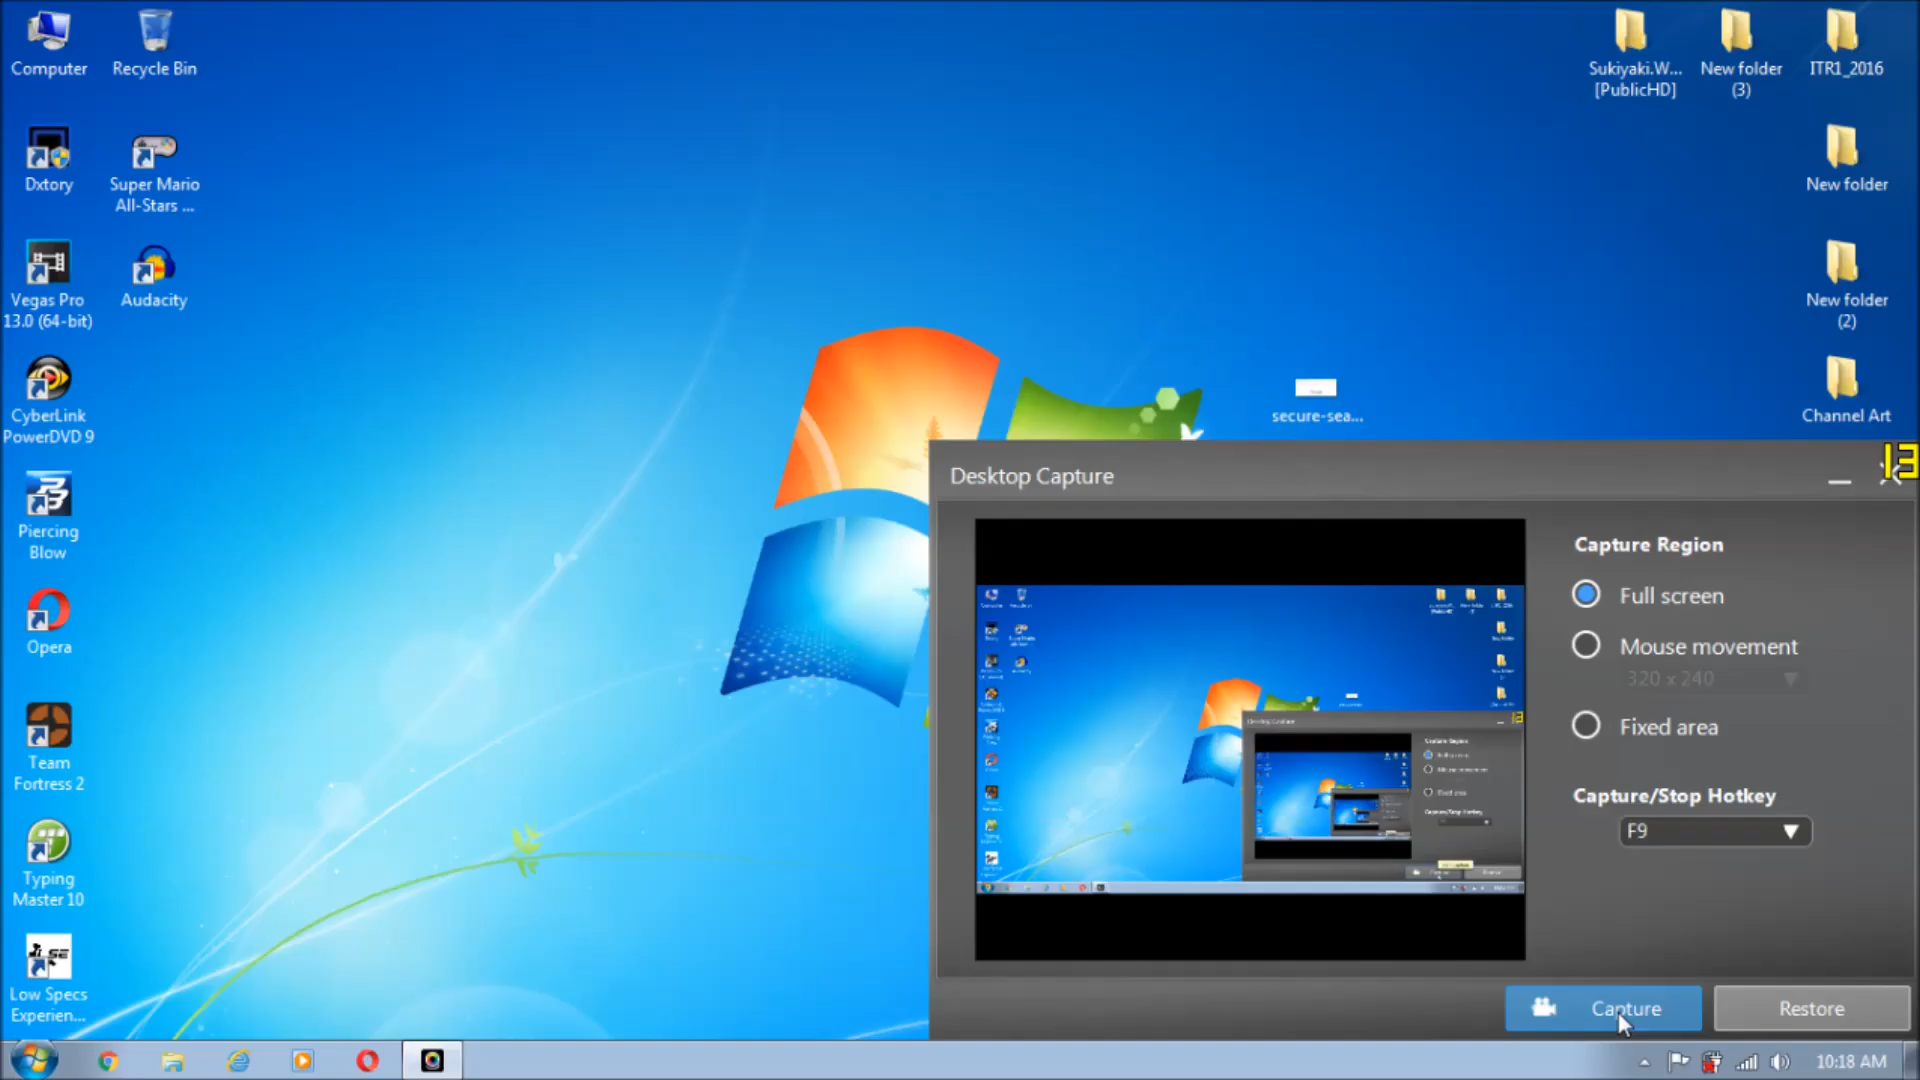 Computer
Recycle Bin
Sukiyaki.W...
[PublicHD]
New folder
(3)
ITR1_2016
Dxtory
Super Mario
All-Stars ...
New folder
Vegas Pro
13.0 (64-bit)
Audacity
New folder
(2)
CyberLink
PowerDVD 9
secure-sea...
Channel Art
Piercing
Blow
Opera
Team
Fortress 2
Typing
Master 10
Low Specs
Experien...
Desktop Capture
13
Capture Region
Full screen
Mouse movement
320 x 240
Fixed area
Capture/Stop Hotkey
F9
Capture
Restore
10:18 AM